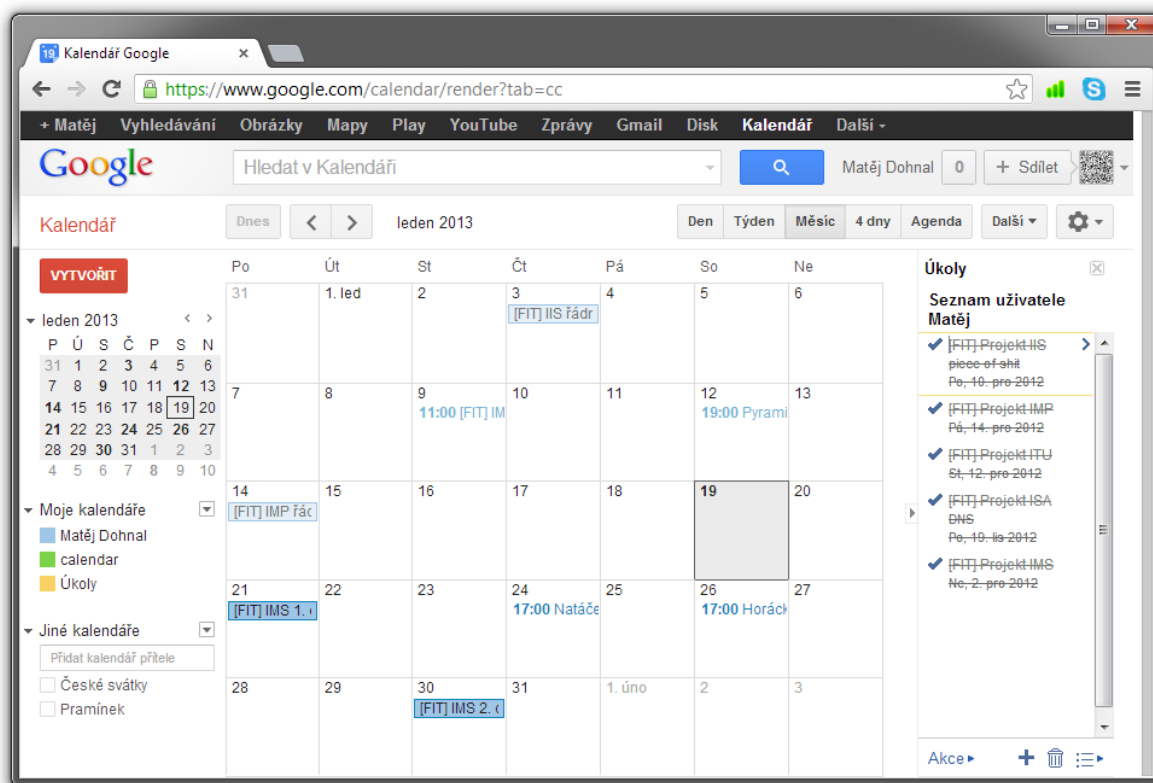 Kalendář Google
https://www.google.com/calendar/render?tab=cc
+ Matěj Vyhledávání Obrázky Mapy Play YouTube Zprávy Gmail Disk Kalendář Další
Google Hledat v Kalendáři Matěj Dohnal 0 + Sdílet
Kalendář Dnes leden 2013 Den Týden Měsíc 4 dny Agenda Další
VYTVOŘIT
leden 2013
P Ú S Č P S N
31 1 2 3 4 5 6
7 8 9 10 11 12 13
14 15 16 17 18 19 20
21 22 23 24 25 26 27
28 29 30 31 1 2 3
4 5 6 7 8 9 10
Moje kalendáře
Matěj Dohnal
calendar
Úkoly
Jiné kalendáře
Přidat kalendář přítele
České svátky
Pramínek
Po Út St Čt Pá So Ne
31 1. led 2 3 4 5 6
[FIT] IIS řádr
7 8 9 10 11 12 13
11:00 [FIT] IM 19:00 Pyrami
14 15 16 17 18 19 20
[FIT] IMP řác
21 22 23 24 25 26 27
[FIT] IMS 1. 17:00 Natáče 17:00 Horáck
28 29 30 31 1. úno 2 3
[FIT] IMS 2.
Úkoly
Seznam uživatele
Matěj
[FIT] Projekt IIS
piece of shit
Po, 10. pro 2012
[FIT] Projekt IMP
Pá, 14. pro 2012
[FIT] Projekt ITU
St, 12. pro 2012
[FIT] Projekt ISA
DNS
Po, 19. lis 2012
[FIT] Projekt IMS
Ne, 2. pro 2012
Akce